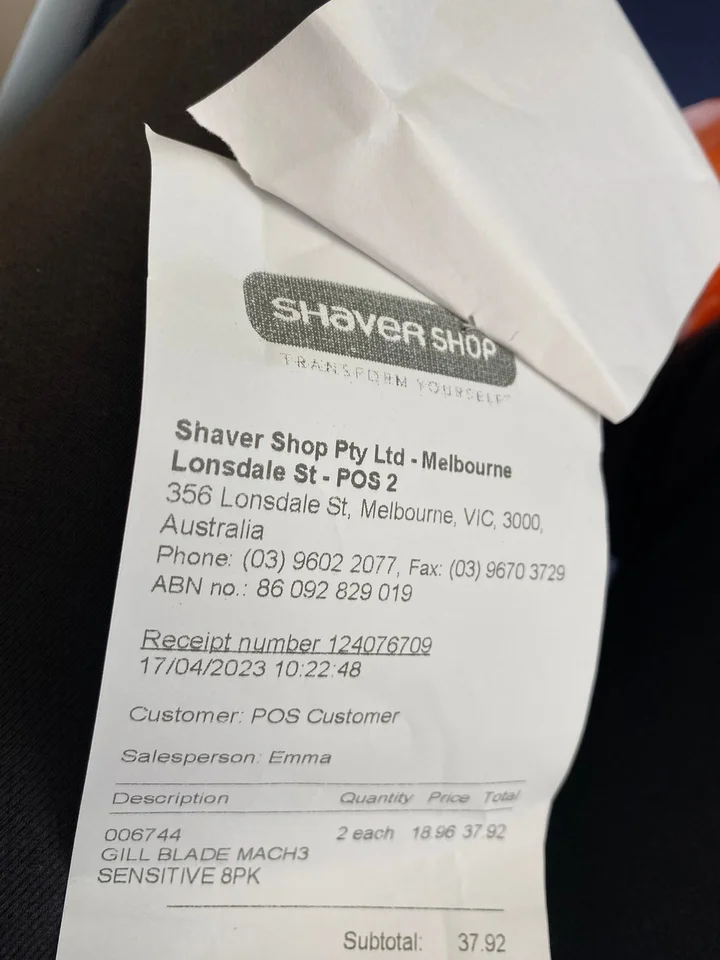 SHaVeR SHOP
TRANSFORM YOURSELF™
Shaver Shop Pty Ltd - Melbourne
Lonsdale St - POS 2
356 Lonsdale St, Melbourne, VIC, 3000,
Australia
Phone: (03) 9602 2077, Fax: (03) 9670 3729
ABN no.: 86 092 829 019
Receipt number 124076709
17/04/2023 10:22:48
Customer: POS Customer
Salesperson: Emma
Description Quantity Price Total
006744 2 each 18.96 37.92
GILL BLADE MACH3
SENSITIVE 8PK
Subtotal: 37.92